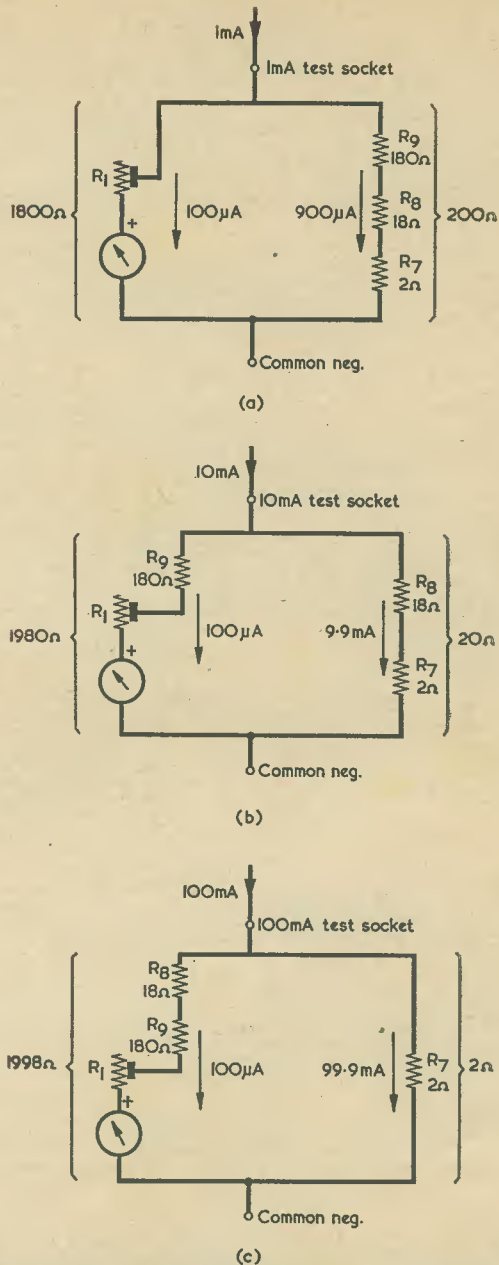 1mA
1mA test socket
R9
180Ω
R1
1800Ω
100μA
900μA
R8
18Ω
200Ω
+
R7
2Ω
Common neg.
(a)
10mA
10mA test socket
R9
180Ω
R8
18Ω
R1
1980Ω
100μA
9·9mA
20Ω
+
R7
2Ω
Common neg.
(b)
100mA
100mA test socket
R8
18Ω
R9
180Ω
1998Ω
R1
100μA
99·9mA
R7
2Ω
2Ω
+
Common neg.
(c)